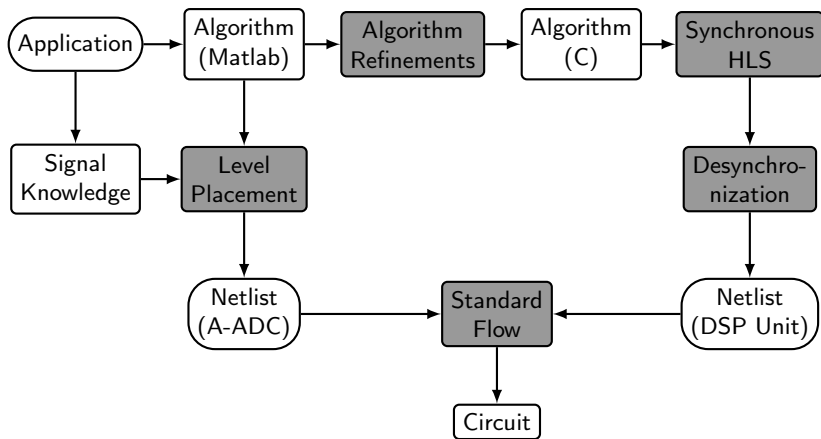 Application
Algorithm
(Matlab)
Algorithm
Refinements
Algorithm
(C)
Synchronous
HLS
Signal
Knowledge
Level
Placement
Desynchro-
nization
Netlist
(A-ADC)
Standard
Flow
Netlist
(DSP Unit)
Circuit